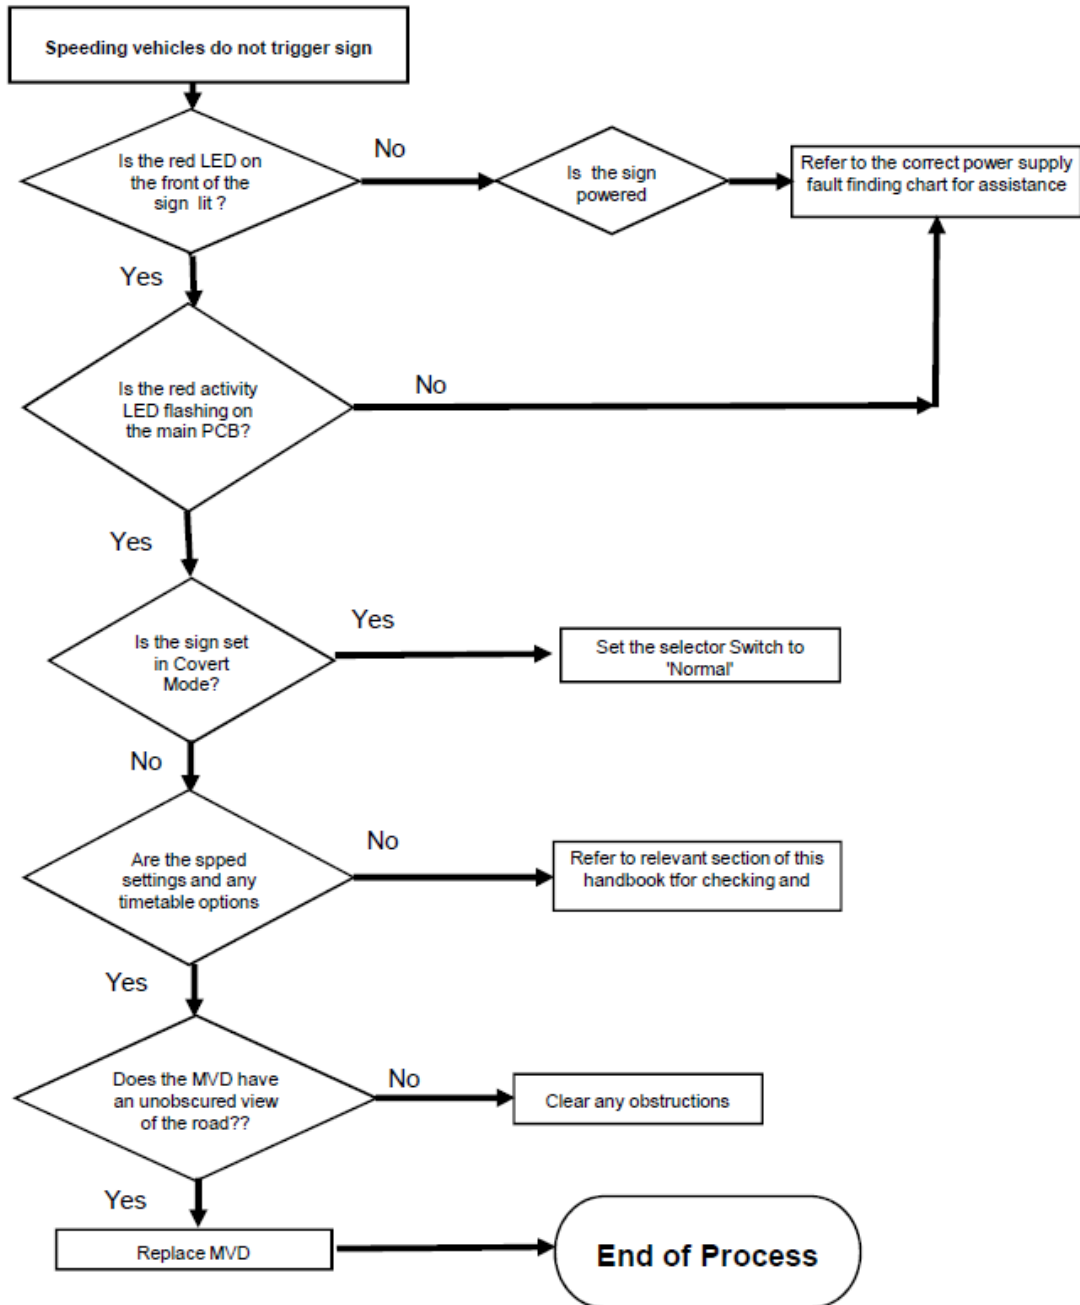 Speeding vehicles do not trigger sign
Is the red LED on
the front of the
sign lit ?
No
Is the sign
powered
Refer to the correct power supply
fault finding chart for assistance
Yes
Is the red activity
LED flashing on
the main PCB?
No
Yes
Is the sign set
in Covert
Mode?
Yes
Set the selector Switch to
'Normal'
No
Are the spped
settings and any
timetable options
No
Refer to relevant section of this
handbook tfor checking and
Yes
Does the MVD have
an unobscured view
of the road??
No
Clear any obstructions
Yes
Replace MVD
End of Process